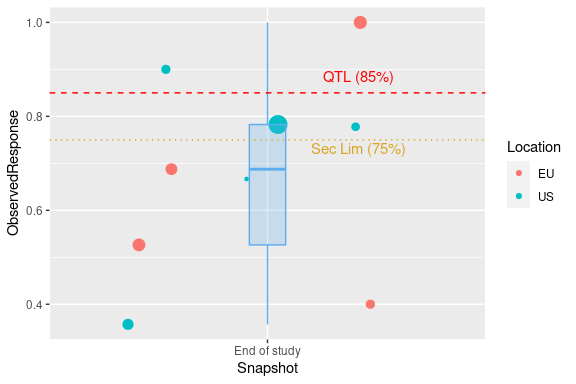 1.0
0.8
0.6
0.4
ObservedResponse
QTL (85%)
Sec Lim (75%)
End of study
Snapshot
Location
EU
US